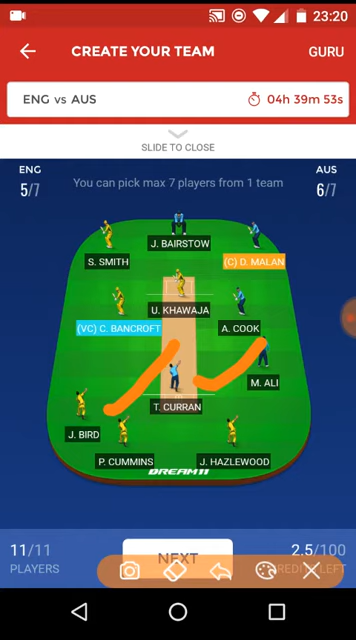 23:20
CREATE YOUR TEAM
GURU
ENG vs AUS
04h 39m 53s
SLIDE TO CLOSE
ENG
5/7
You can pick max 7 players from 1 team
AUS
6/7
J. BAIRSTOW
S. SMITH
(C) D. MALAN
U. KHAWAJA
(VC) C. BANCROFT
A. COOK
M. ALI
T. CURRAN
J. BIRD
P. CUMMINS
J. HAZLEWOOD
DREAM11
11/11
PLAYERS
NEXT
2.5/100